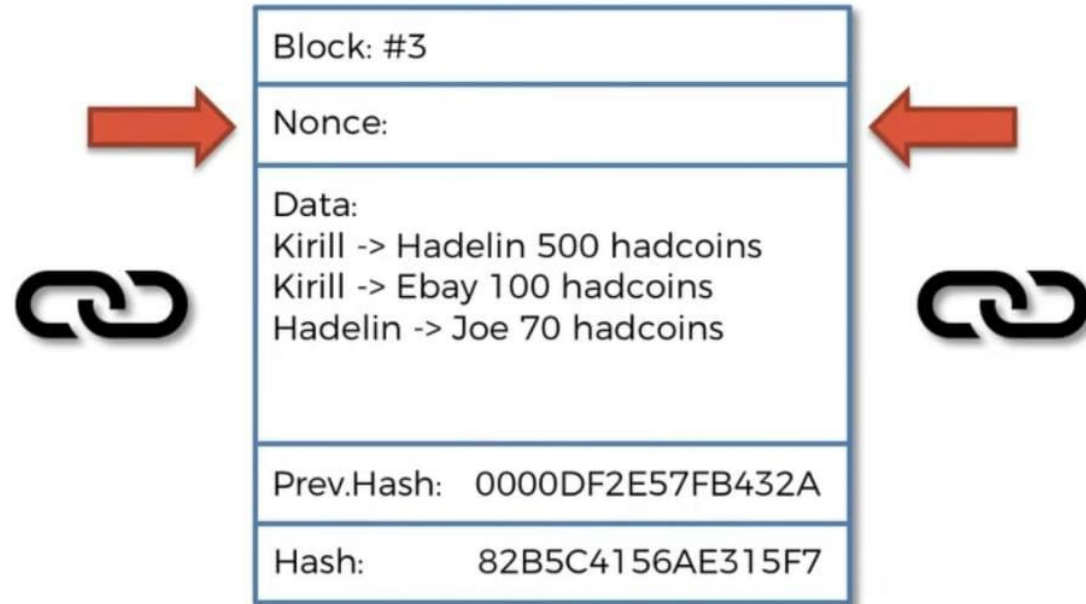 Block: #3
Nonce:
Data:
Kirill -> Hadelin 500 hadcoins
Kirill -> Ebay 100 hadcoins
Hadelin -> Joe 70 hadcoins
Prev.Hash: 0000DF2E57FB432A
Hash: 82B5C4156AE315F7